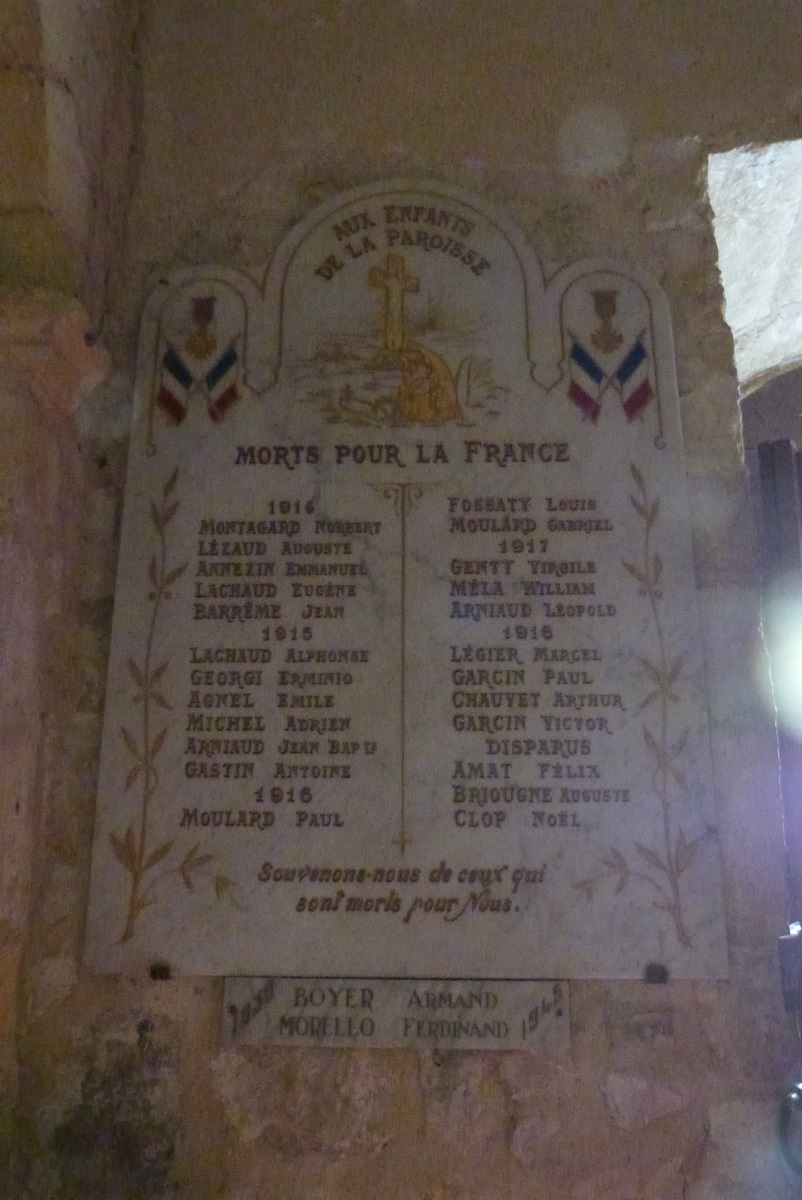 AUX ENFANTS
DE LA PAROISSE
MORTS POUR LA FRANCE
1914
MONTAGARD NORBERT
LÉZAUD AUGUSTE
ANNEZIN EMMANUEL
LACHAUD EUGÈNE
BARRÊME JEAN
1915
LACHAUD ALPHONSE
GEORGI ERMINIO
AGNEL EMILE
MICHEL ADRIEN
ARNIAUD JEAN BAPU
GASTIN ANTOINE
1916
MOULARD PAUL
FOSSATY LOUIS
MOULARD GABRIEL
1917
GENTY VIRGILE
MÉLA WILLIAM
ARNIAUD LÉOPOLD
1918
LÉGIER MARCEL
GARCIN PAUL
CHAUVET ARTHUR
GARCIN VICTOR
DISPARUS
AMAT FÉLIX
BRIOUGNE AUGUSTE
CLOP NOËL
Souvenons-nous de ceux qui
sont morts pour Nous.
1939 BOYER ARMAND 1945
MORELLO FERDINAND